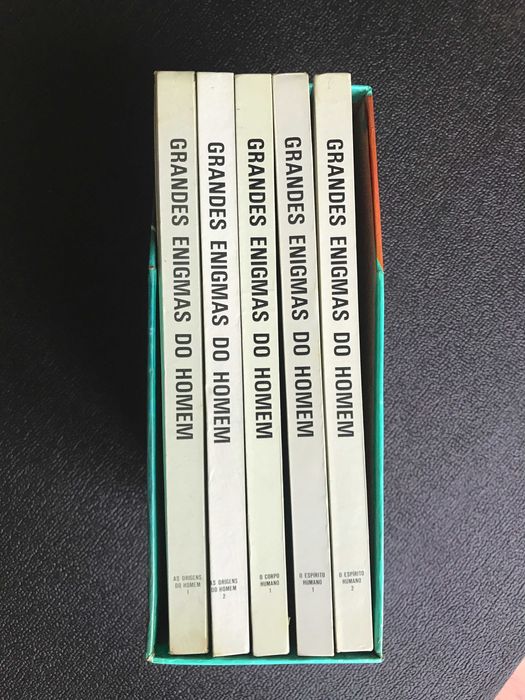 GRANDES ENIGMAS DO HOMEM
AS ORIGENS
DO HOMEM
1
GRANDES ENIGMAS DO HOMEM
AS ORIGENS
DO HOMEM
2
GRANDES ENIGMAS DO HOMEM
O CORPO
HUMANO
1
GRANDES ENIGMAS DO HOMEM
O ESPÍRITO
HUMANO
1
GRANDES ENIGMAS DO HOMEM
O ESPÍRITO
HUMANO
2